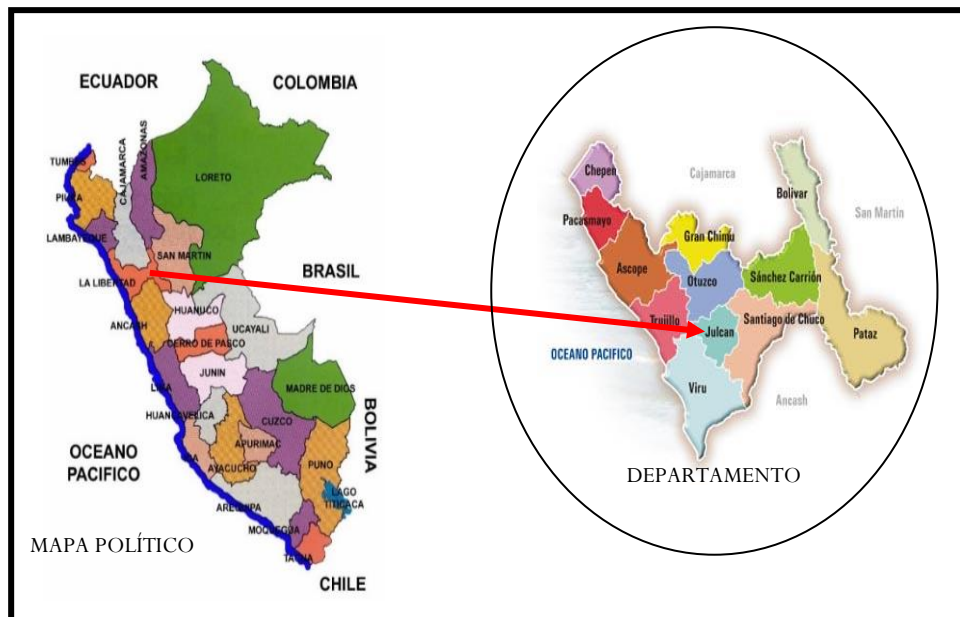 ECUADOR
COLOMBIA
TUMBES
CAJAMARCA
AMAZONAS
LORETO
PIURA
LAMBAYEQUE
SAN MARTIN
BRASIL
LA LIBERTAD
HUANUCO
ANCASH
UCAYALI
CERRO DE PASCO
JUNIN
LIMA
MADRE DE DIOS
HUANCAVELICA
CUZCO
BOLIVIA
APURIMAC
ICA
AYACUCHO
PUNO
OCEANO
PACIFICO
LAGO
TITICACA
AREQUIPA
MOQUEGUA
TACNA
MAPA POLÍTICO
CHILE
Chepen
Cajamarca
Bolivar
San Martin
Pacasmayo
Gran Chimu
Ascope
Otuzco
Sánchez Carrión
Trujillo
Julcan
Santiago de Chuco
Pataz
OCEANO PACIFICO
Viru
Ancash
DEPARTAMENTO